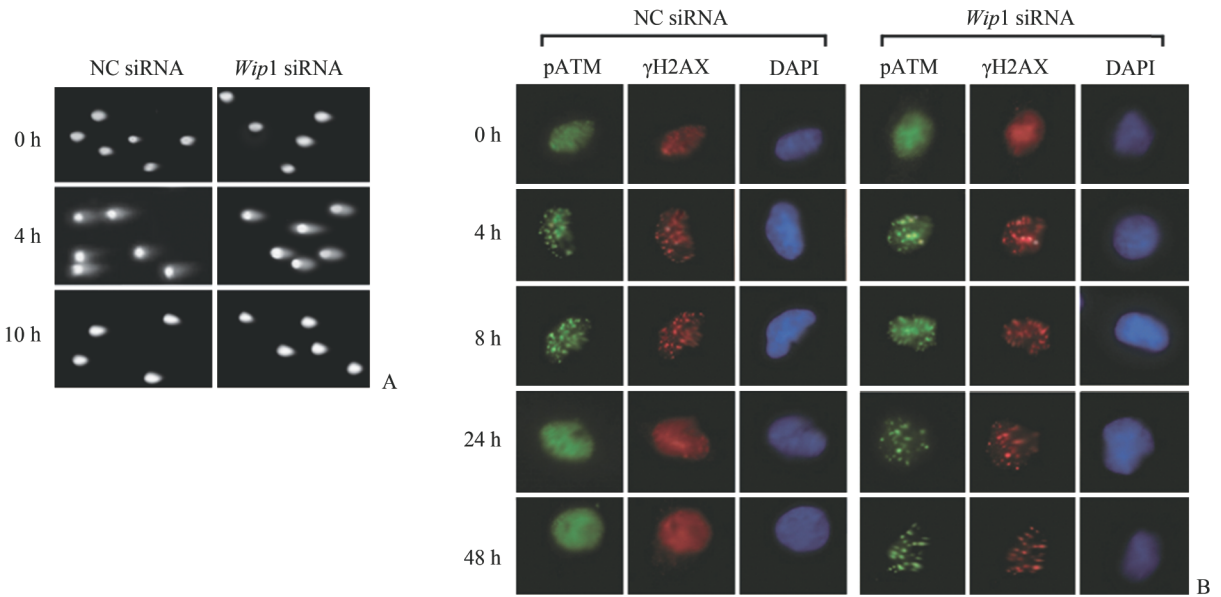 NC siRNA Wip1 siRNA
0 h
4 h
10 h
A
NC siRNA Wip1 siRNA
pATM γH2AX DAPI pATM γH2AX DAPI
0 h
4 h
8 h
24 h
48 h
B